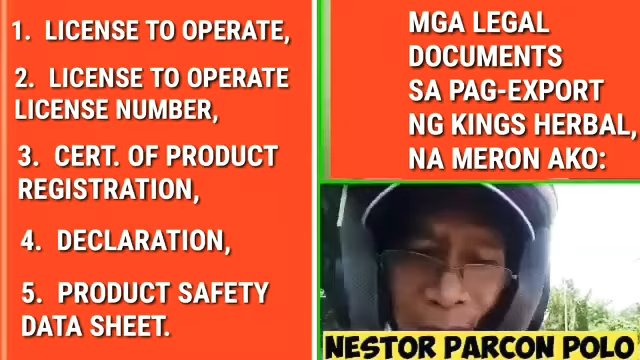 1. LICENSE TO OPERATE,
2. LICENSE TO OPERATE
LICENSE NUMBER,
3. CERT. OF PRODUCT
REGISTRATION,
4. DECLARATION,
5. PRODUCT SAFETY
DATA SHEET.
MGA LEGAL
DOCUMENTS
SA PAG-EXPORT
NG KINGS HERBAL,
NA MERON AKO:
NESTOR PARCON POLO